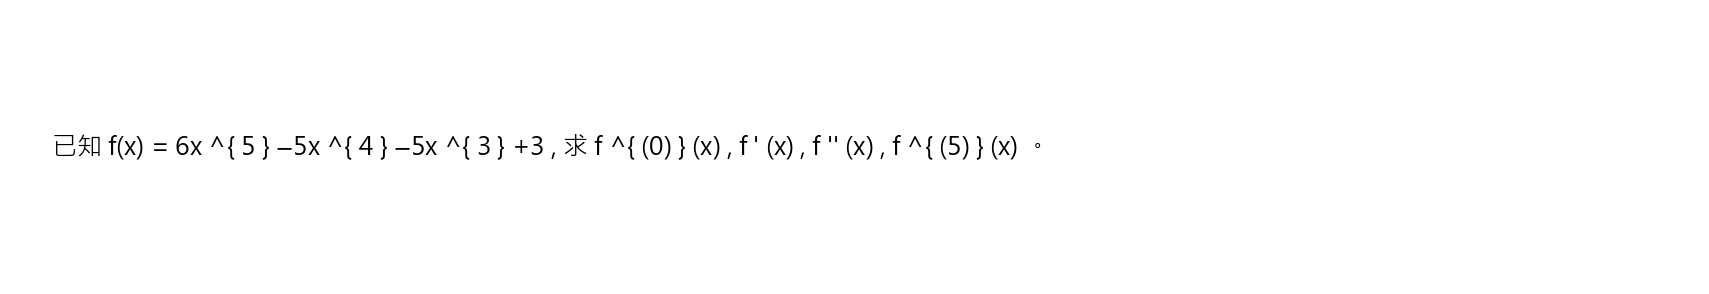 已知 f(x) = 6x ^{ 5 } −5x ^{ 4 } −5x ^{ 3 } +3 , 求 f ^{ (0) } (x) , f ' (x) , f '' (x) , f ^{ (5) } (x) 。